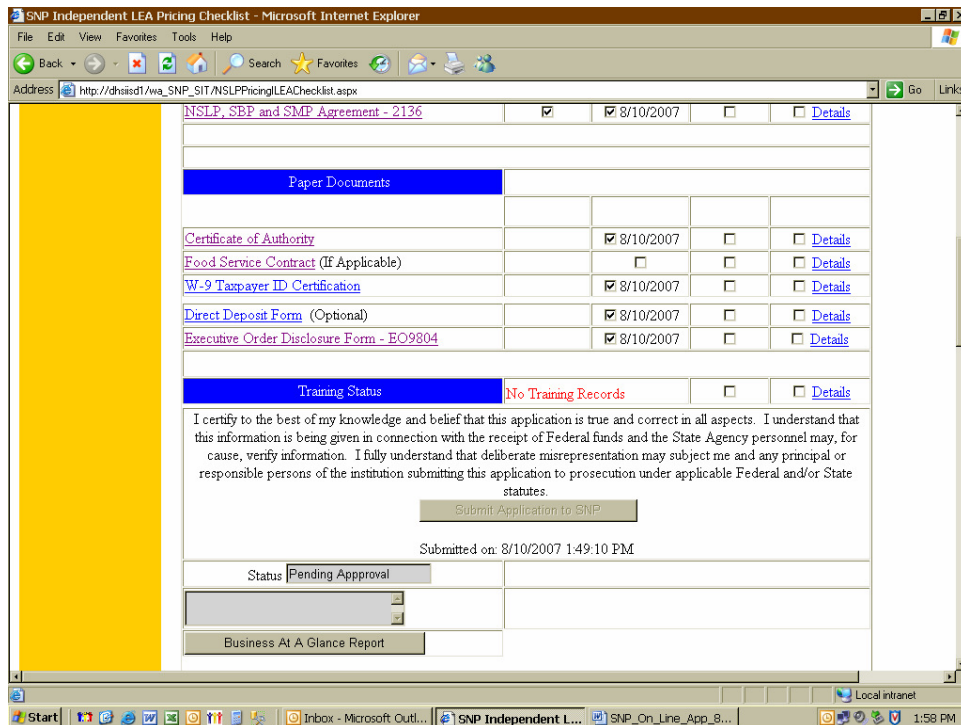 SNP Independent LEA Pricing Checklist - Microsoft Internet Explorer
File Edit View Favorites Tools Help
Back Search Favorites
Address http://dhsiisd1/wa_SNP_SIT/NSLPPricingILEAChecklist.aspx Go Links
NSLP, SBP and SMP Agreement - 2136 8/10/2007 Details
Paper Documents
Certificate of Authority 8/10/2007 Details
Food Service Contract (If Applicable) Details
W-9 Taxpayer ID Certification 8/10/2007 Details
Direct Deposit Form (Optional) 8/10/2007 Details
Executive Order Disclosure Form - EO9804 8/10/2007 Details
Training Status No Training Records Details
I certify to the best of my knowledge and belief that this application is true and correct in all aspects. I understand that
this information is being given in connection with the receipt of Federal funds and the State Agency personnel may, for
cause, verify information. I fully understand that deliberate misrepresentation may subject me and any principal or
responsible persons of the institution submitting this application to prosecution under applicable Federal and/or State
statutes.
Submit Application to SNP
Submitted on: 8/10/2007 1:49:10 PM
Status Pending Appproval
Business At A Glance Report
Local intranet
Start Inbox - Microsoft Outl... SNP Independent L... SNP_On_Line_App_8... 1:58 PM